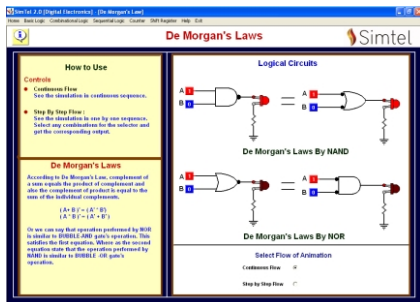 SimTel 2.0 [Digital Electronics] - [De Morgan's Law]
Home Basic Logic Combinational Logic Sequential Logic Counter Shift Register Help Exit
De Morgan's Laws
Simtel
How to Use
Controls
Continuous Flow
See the simulation in continuous sequence.
Step By Step Flow :
See the simulation in one by one sequence.
Select any combinations for the selector and
get the corresponding output.
De Morgan's Laws
According to De Morgan's Law, complement of
a sum equals the product of complement and
also the complement of product is equal to the
sum of the individual complements.
( A+ B )' = ( A' * B')
( A * B )' = ( A' + B')
Or we can say that operation performed by NOR
is similar to BUBBLE-AND gate's operation. This
satisfies the first equation. Where as the second
equation state that the operation performed by
NAND is similar to BUBBLE -OR gate's
operation.
Logical Circuits
A 1 A 1
B 0 B 0
De Morgan's Laws By NAND
A 1 A 1
B 0 B 0
De Morgan's Laws By NOR
Select Flow of Animation
Continuous Flow
Step by Step Flow